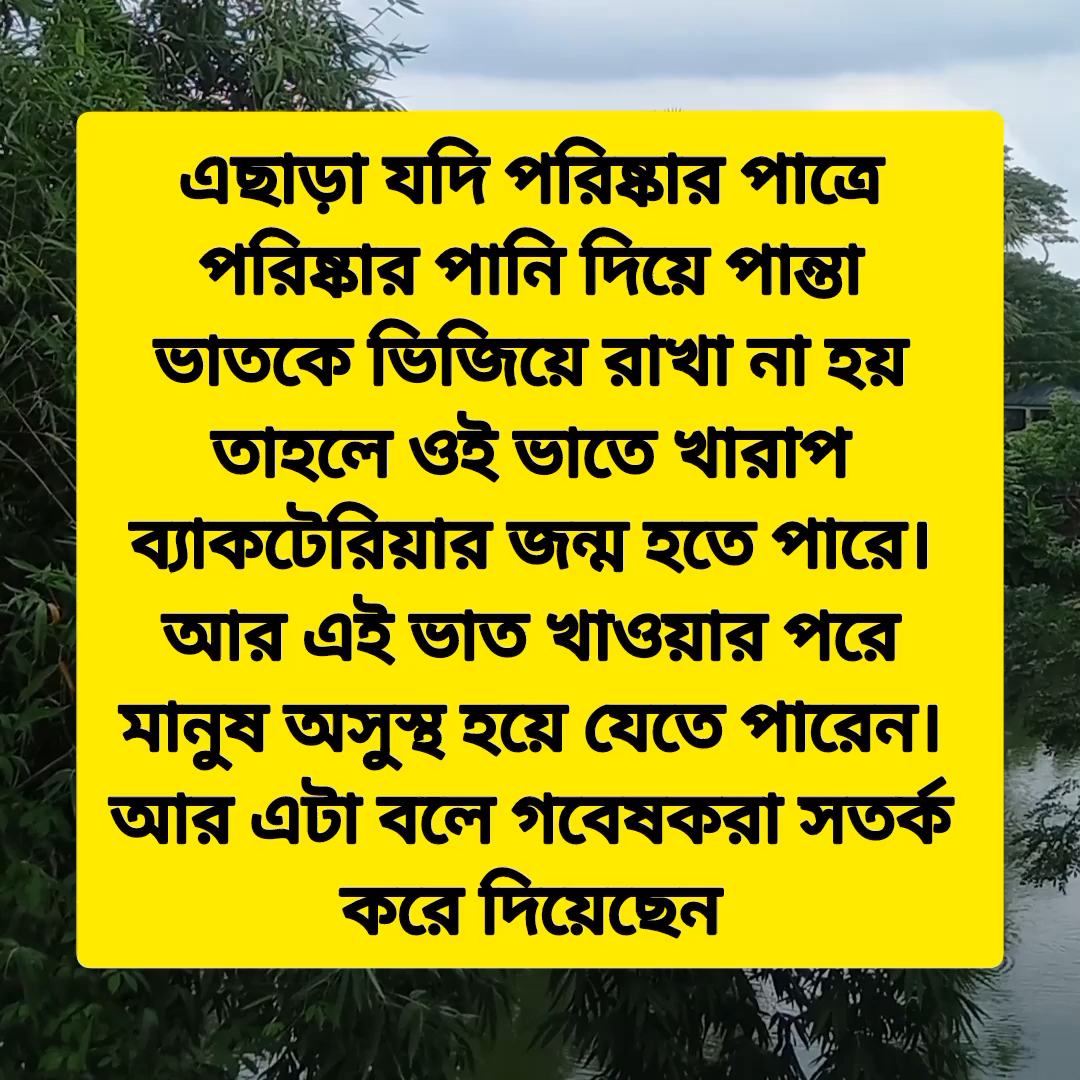 এছাড়া যদি পরিষ্কার পাত্রে
পরিষ্কার পানি দিয়ে পান্তা
ভাতকে ভিজিয়ে রাখা না হয়
তাহলে ওই ভাতে খারাপ
ব্যাকটেরিয়ার জন্ম হতে পারে।
আর এই ভাত খাওয়ার পরে
মানুষ অসুস্থ হয়ে যেতে পারেন।
আর এটা বলে গবেষকরা সতর্ক
করে দিয়েছেন